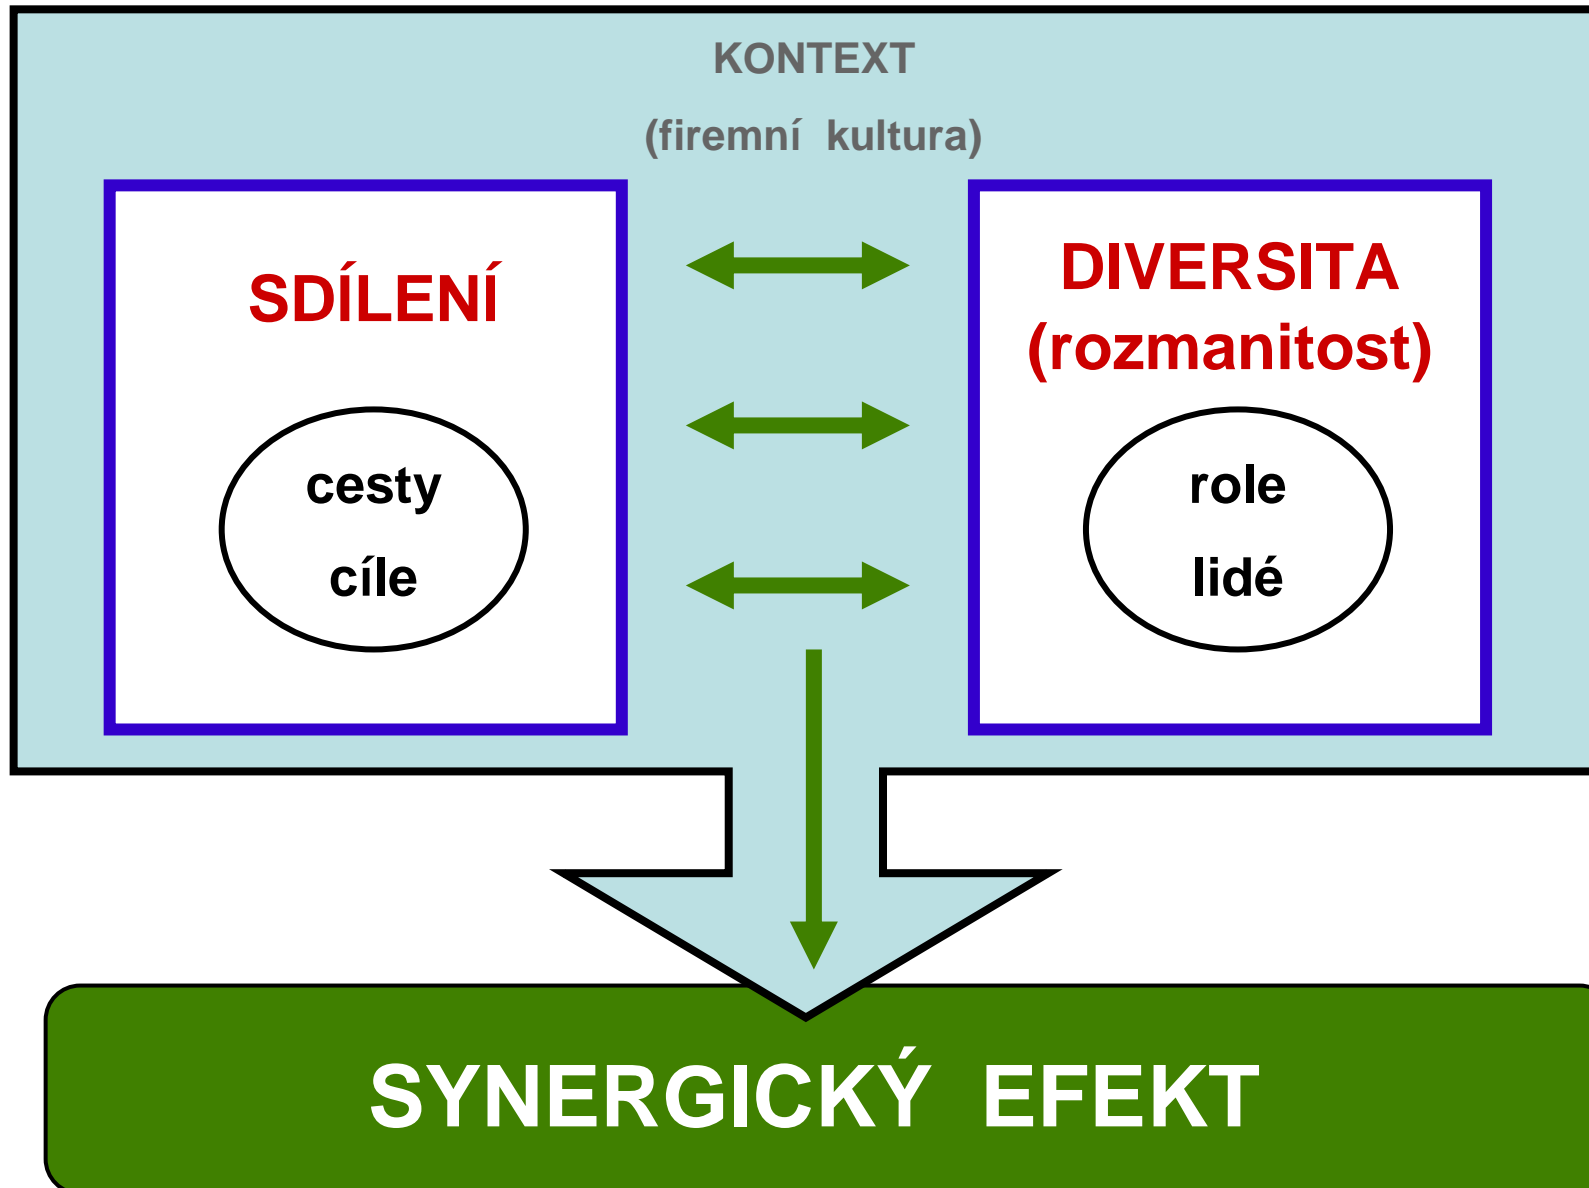 KONTEXT
(firemní kultura)
SDÍLENÍ
cesty
cíle
DIVERSITA
(rozmanitost)
role
lidé
SYNERGICKÝ EFEKT